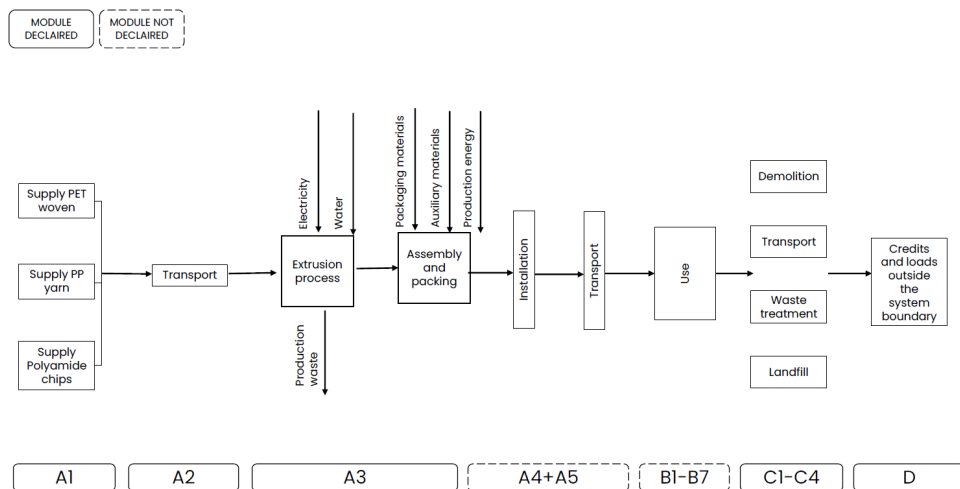 MODULE
DECLAIRED
MODULE NOT
DECLAIRED
Supply PET
woven
Supply PP
yarn
Supply
Polyamide
chips
Transport
Electricity
Water
Extrusion
process
Production
waste
Packaging materials
Auxiliary materials
Production energy
Assembly
and
packing
Installation
Transport
Use
Demolition
Transport
Waste
treatment
Landfill
Credits
and loads
outside
the
system
boundary
A1
A2
A3
A4+A5
B1-B7
C1-C4
D